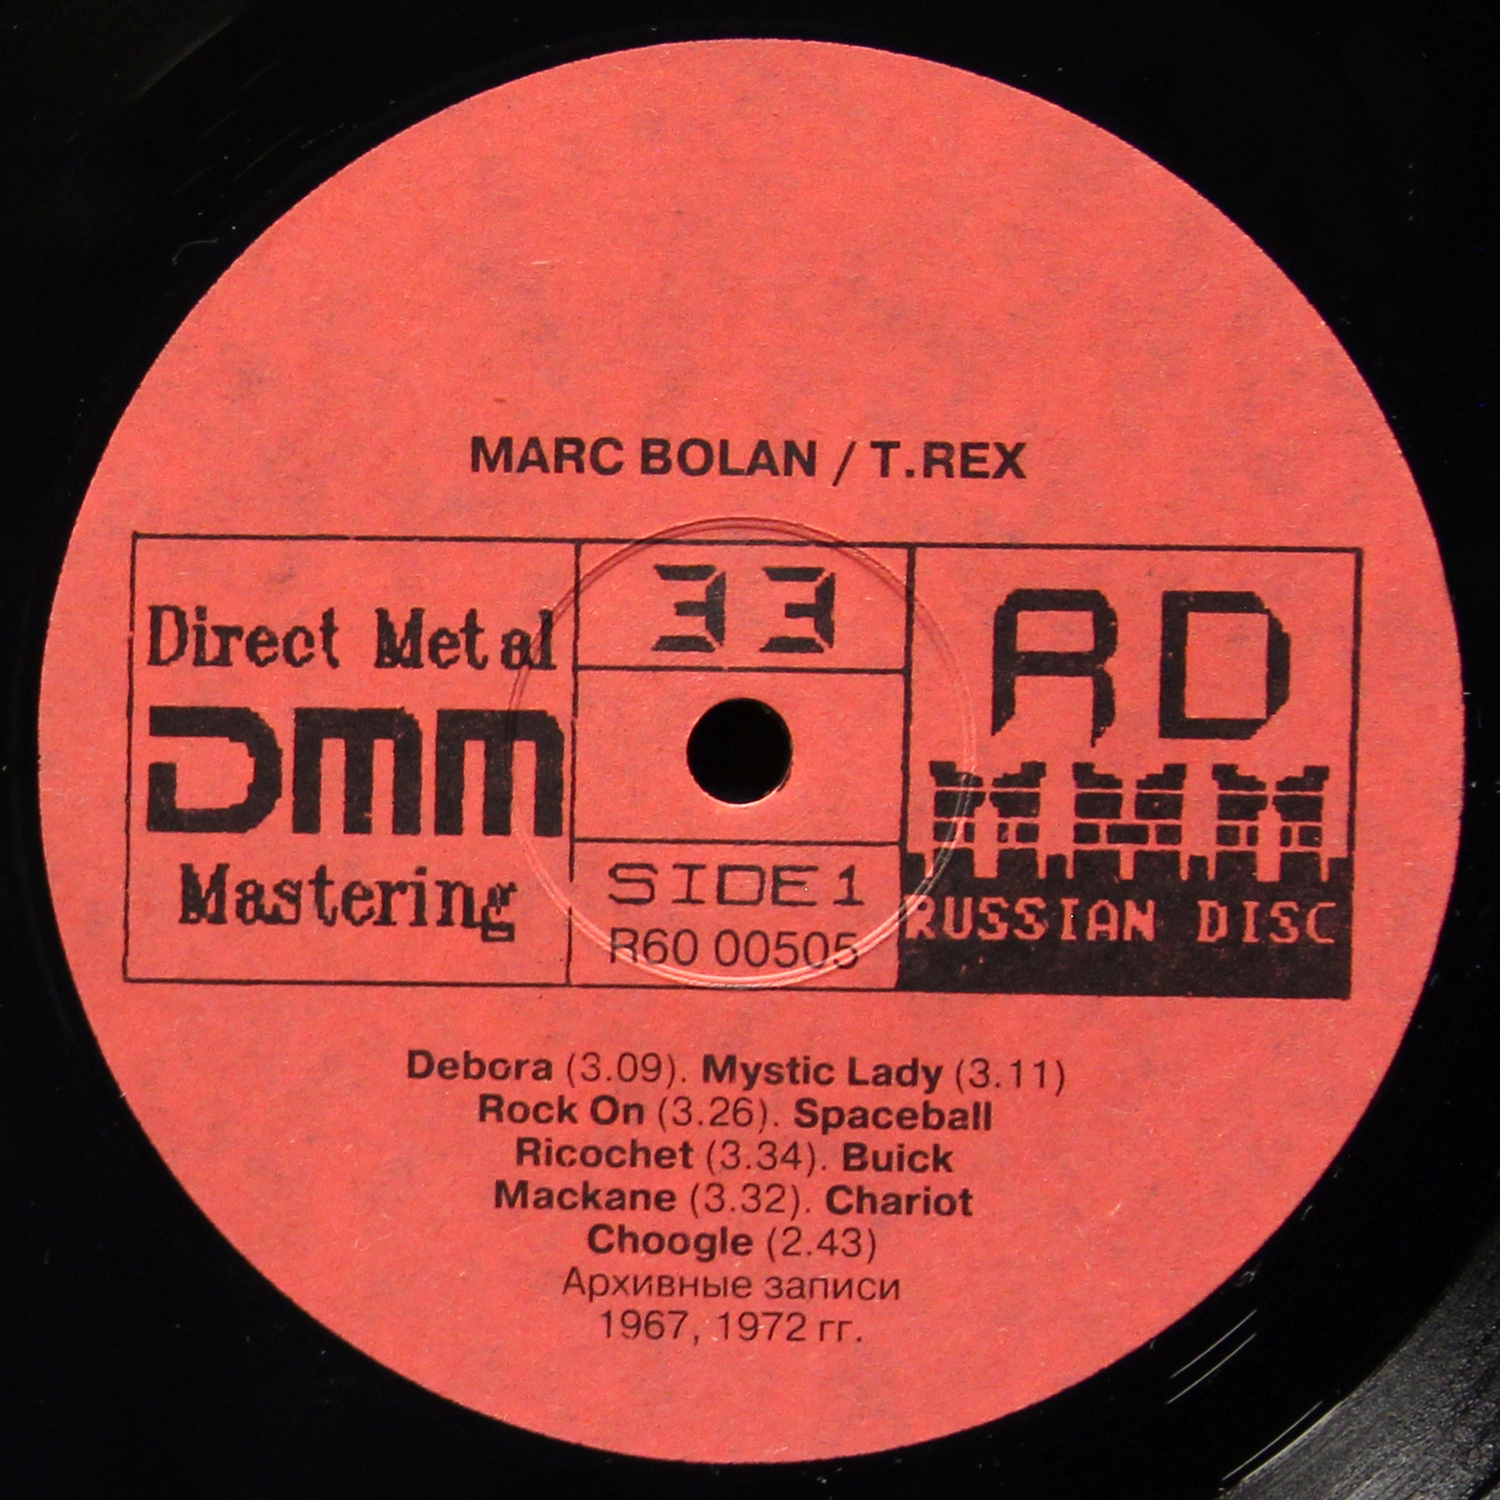 MARC BOLAN / T.REX
Direct Metal
DMM
Mastering
33
SIDE 1
R60 00505
RD
RUSSIAN DISC
Debora (3.09). Mystic Lady (3.11)
Rock On (3.26). Spaceball
Ricochet (3.34). Buick
Mackane (3.32). Chariot
Choogle (2.43)
Архивные записи
1967, 1972 гг.